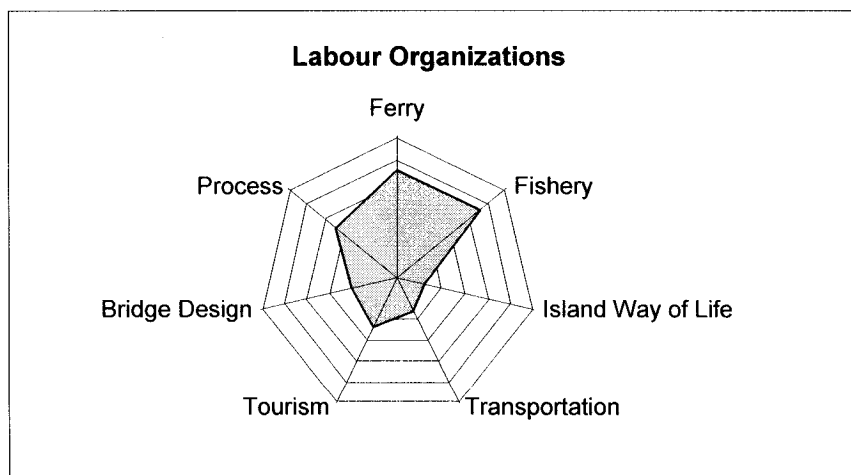 Labour Organizations
Ferry
Process
Fishery
Bridge Design
Island Way of Life
Tourism
Transportation